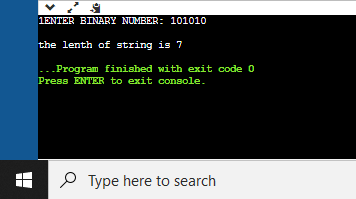 1ENTER BINARY NUMBER: 101010
the lenth of string is 7
...Program finished with exit code 0
Press ENTER to exit console.
Type here to search